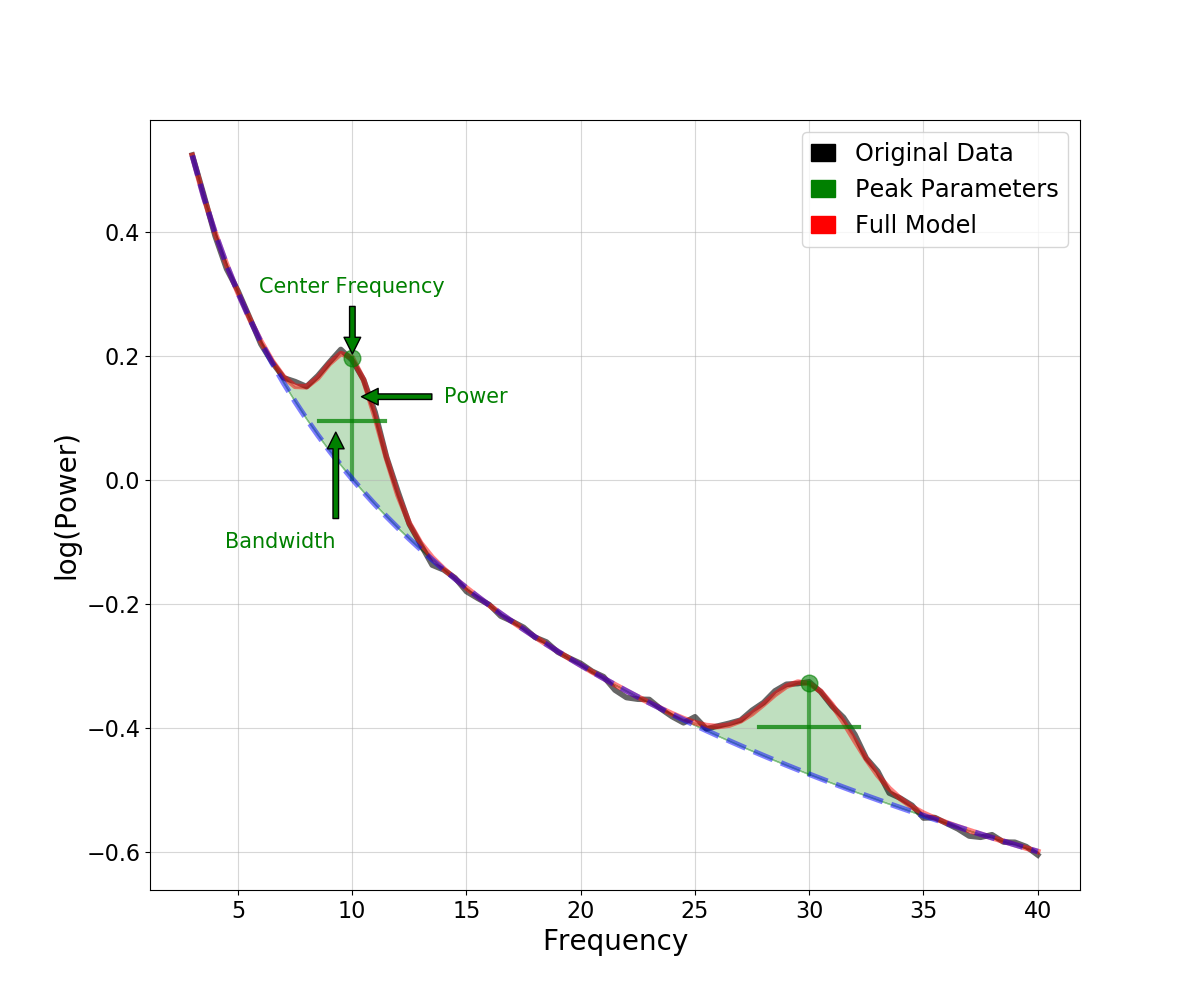 Original Data
Peak Parameters
Full Model
0.4
Center Frequency
0.2
Power
log(Power)
0.0
Bandwidth
−0.2
−0.4
−0.6
5 10 15 20 25 30 35 40
Frequency